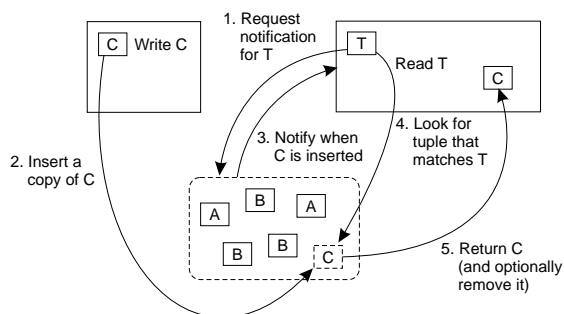 1. Request
notification
for T
C
Write C
T
Read T
C
3. Notify when
C is inserted
4. Look for
tuple that
matches T
2. Insert a
copy of C
A
B
A
B
B
C
5. Return C
(and optionally
remove it)